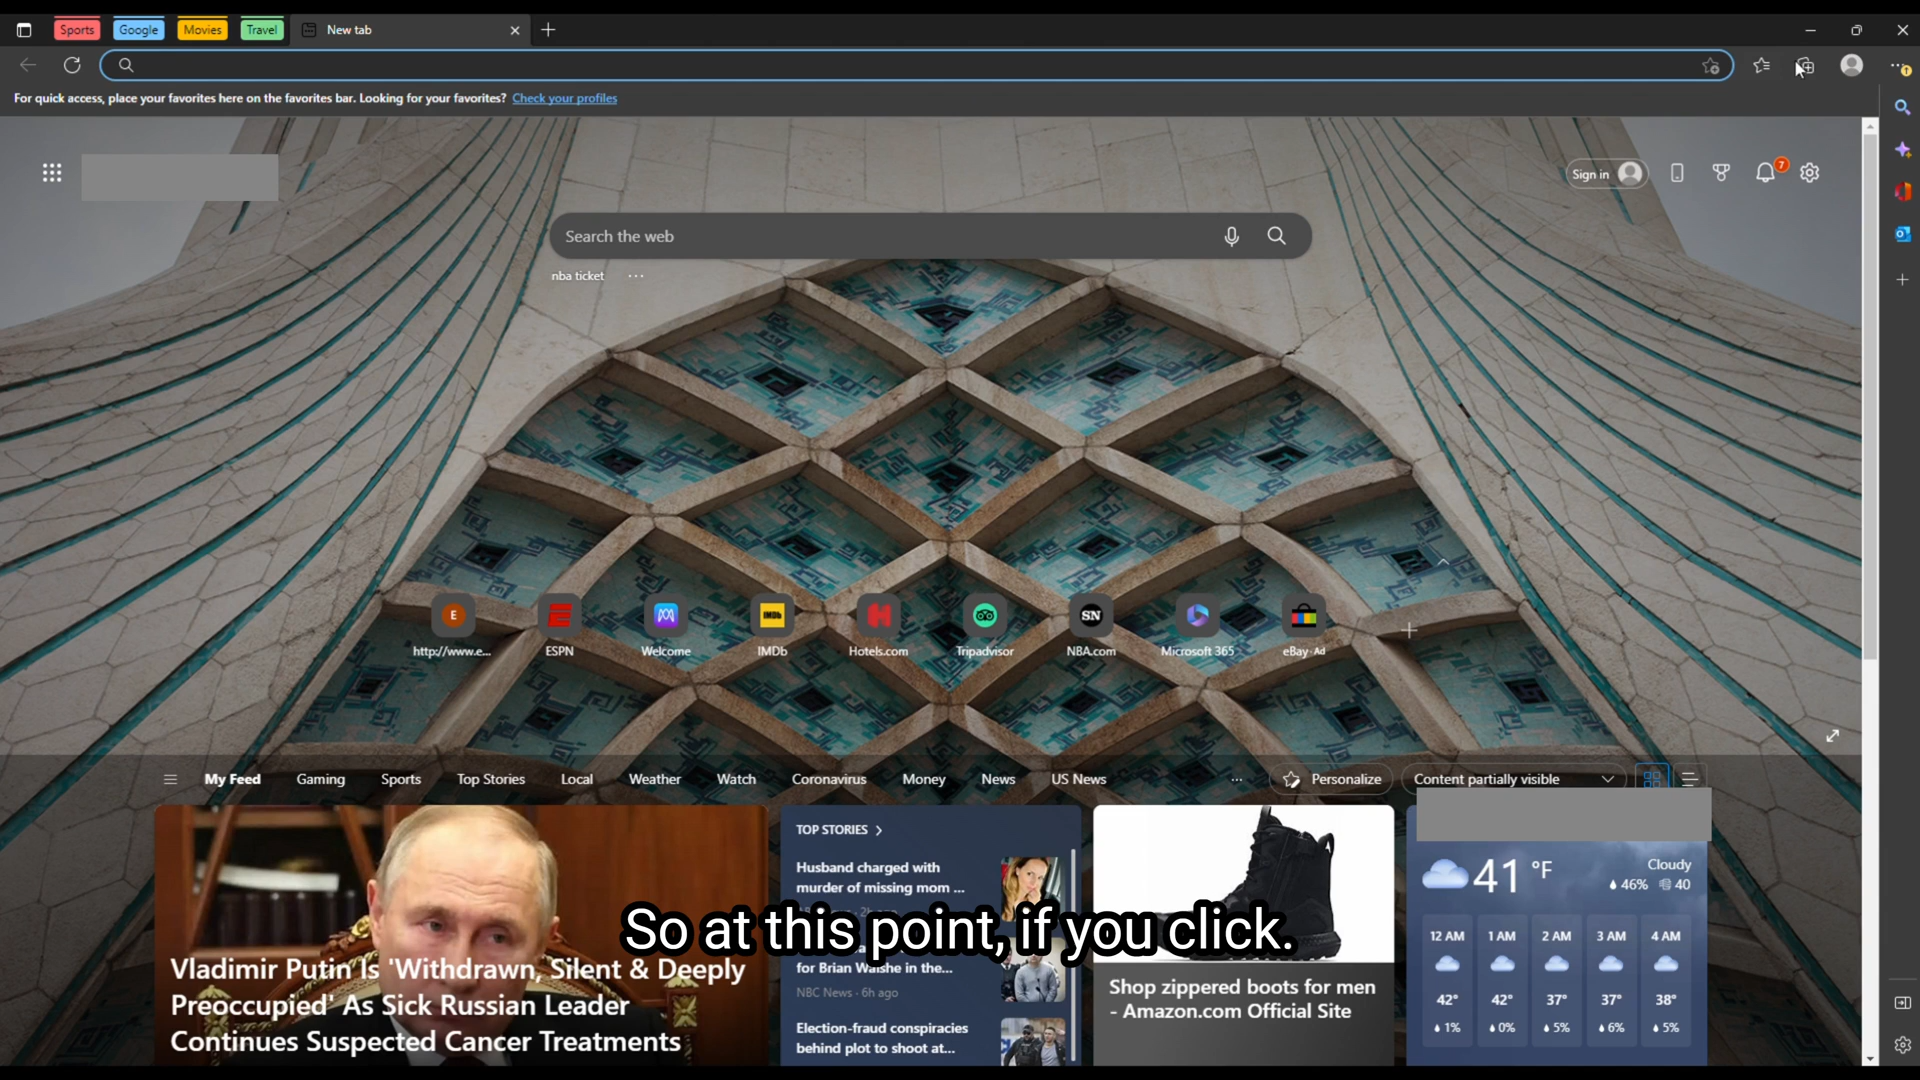 Sports
Google
Movies
Travel
New tab
For quick access, place your favorites here on the favorites bar. Looking for your favorites? Check your profiles
Sign in
7
Search the web
nba ticket
E
http://www.e...
ESPN
Welcome
IMDb
IMDb
Hotels.com
Tripadvisor
SN
NBA.com
Microsoft 365
eBay · Ad
My Feed
Gaming
Sports
Top Stories
Local
Weather
Watch
Coronavirus
Money
News
US News
Personalize
Content partially visible
Vladimir Putin Is 'Withdrawn, Silent & Deeply
Preoccupied' As Sick Russian Leader
Continues Suspected Cancer Treatments
TOP STORIES
Husband charged with
murder of missing mom ...
for Brian Walshe in the...
NBC News · 6h ago
Election-fraud conspiracies
behind plot to shoot at...
Shop zippered boots for men
- Amazon.com Official Site
41 °F
Cloudy
46% 40
12 AM
1 AM
2 AM
3 AM
4 AM
42°
42°
37°
37°
38°
1%
0%
5%
6%
5%
So at this point, if you click.